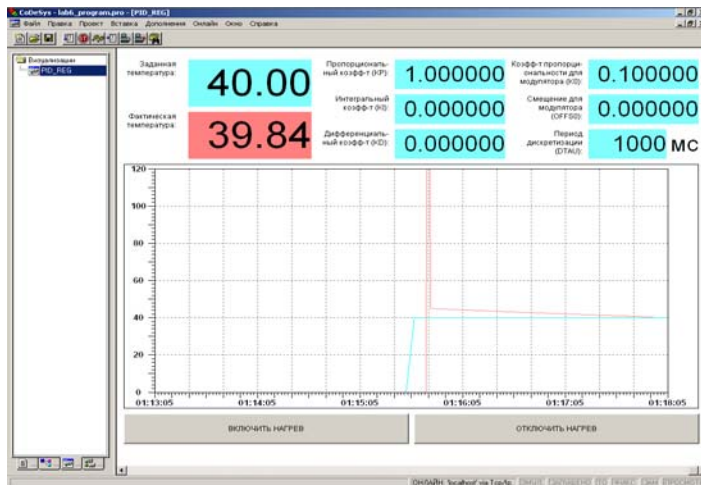 CoDeSys - lab6_program.pro - [PID_REG]
Файл Правка Проект Вставка Дополнения Онлайн Окно Справка
Визуализации
PID_REG
Заданная
температура:
40.00
Фактическая
температура:
39.84
Пропорциональ-
ный коэфф-т (KP):
1.000000
Интегральный
коэфф-т (KI):
0.000000
Дифференциаль-
ный коэфф-т (KD):
0.000000
Коэфф-т пропорци-
ональности для
модулятора (K0):
0.100000
Смещение для
модулятора
(OFFS0):
0.000000
Период
дискретизации
(DTAU):
1000 мс
120
100
80
60
40
20
0
01:13:05 01:14:05 01:15:05 01:16:05 01:17:05 01:18:05
ВКЛЮЧИТЬ НАГРЕВ
ОТКЛЮЧИТЬ НАГРЕВ
ОНЛАЙН: 'localhost' via Tcp/Ip